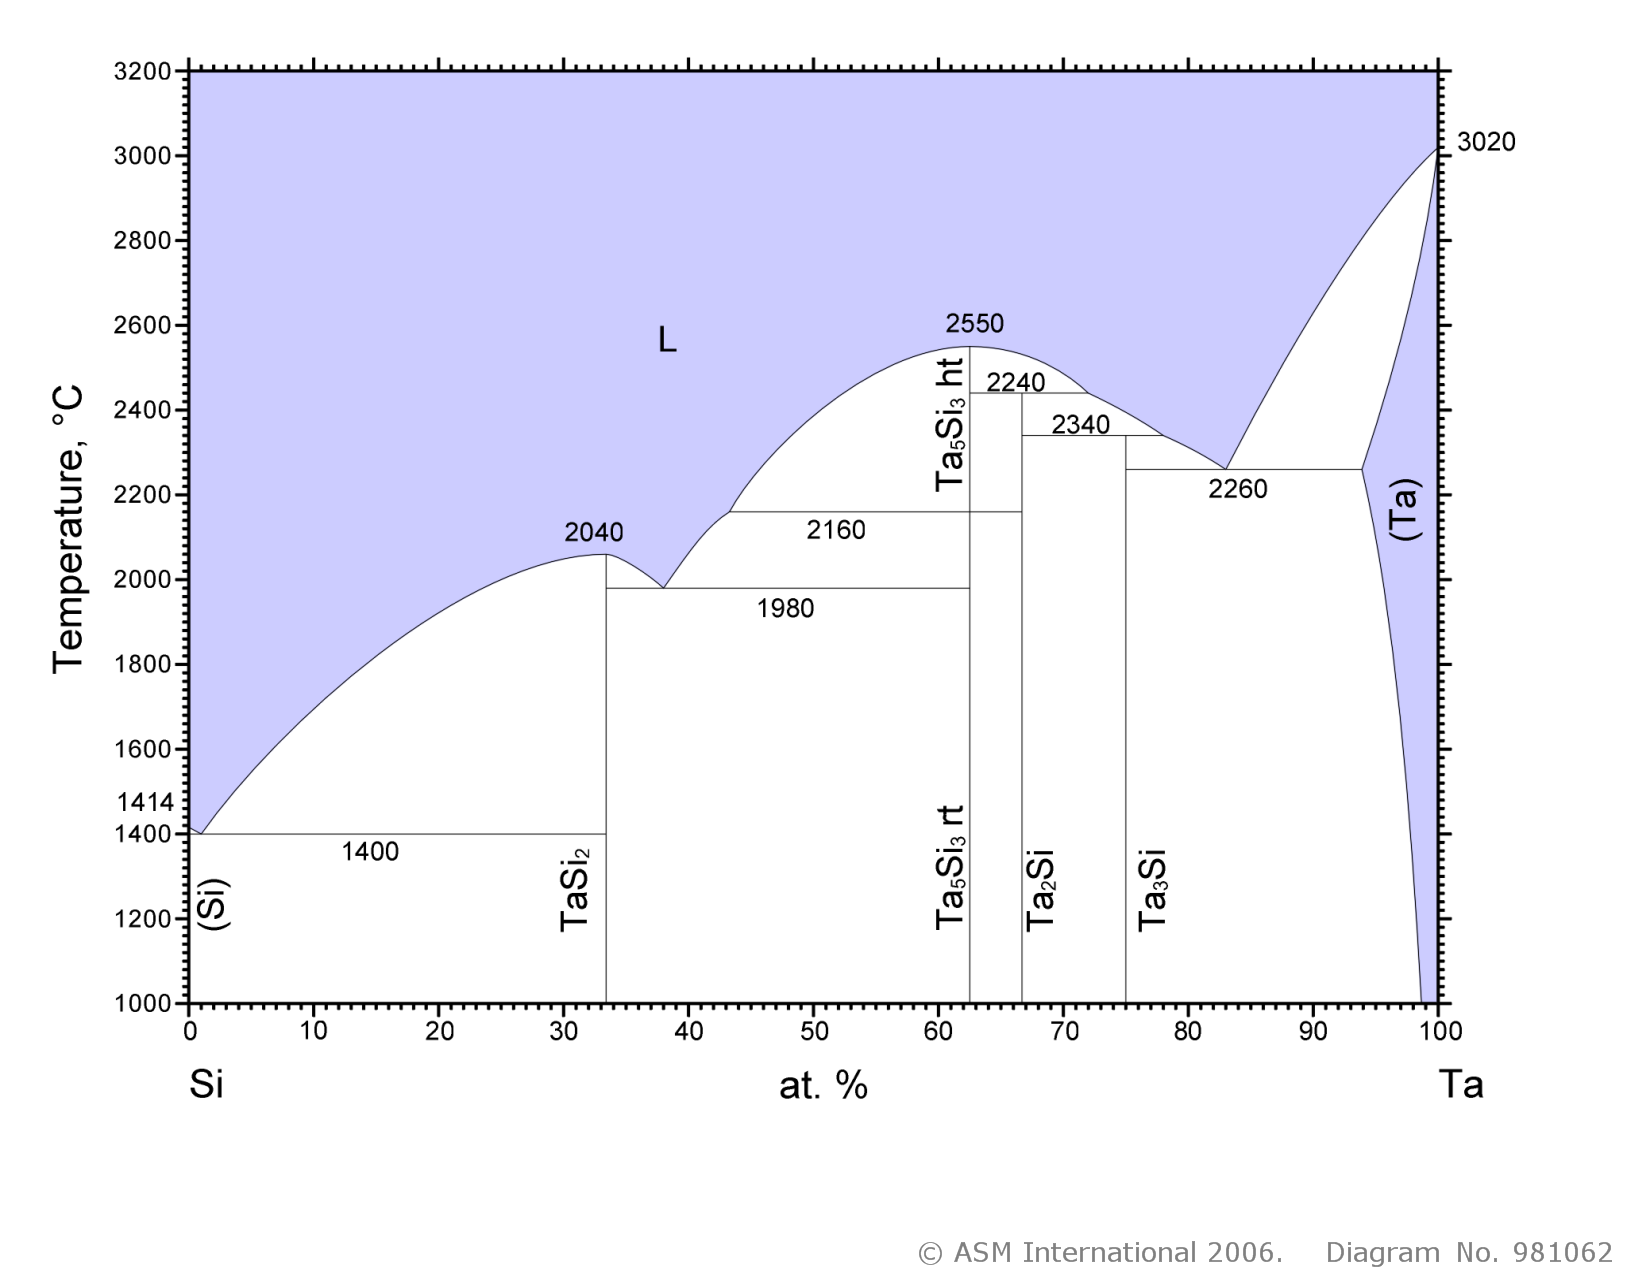 3200
3000
3020
2800
2600
2550
L
2400
2240
2340
Ta₅Si₃ ht
2200
2260
(Ta)
2160
2040
2000
1980
1800
1600
1414
1400
1400
(Si)
TaSi₂
Ta₅Si₃ rt
Ta₂Si
Ta₃Si
1200
1000
Temperature, °C
0 10 20 30 40 50 60 70 80 90 100
Si at. % Ta
© ASM International 2006. Diagram No. 981062